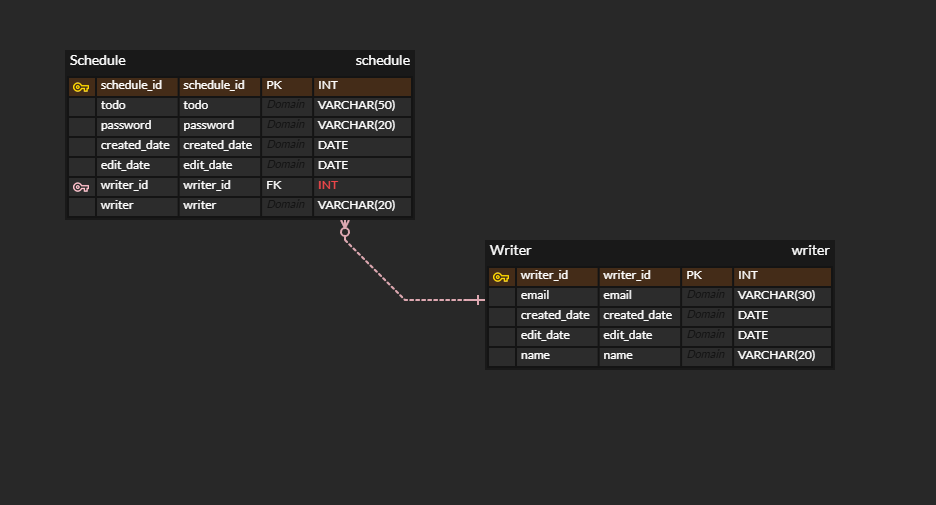 Schedule schedule
schedule_id schedule_id PK INT
todo todo Domain VARCHAR(50)
password password Domain VARCHAR(20)
created_date created_date Domain DATE
edit_date edit_date Domain DATE
writer_id writer_id FK INT
writer writer Domain VARCHAR(20)
Writer writer
writer_id writer_id PK INT
email email Domain VARCHAR(30)
created_date created_date Domain DATE
edit_date edit_date Domain DATE
name name Domain VARCHAR(20)